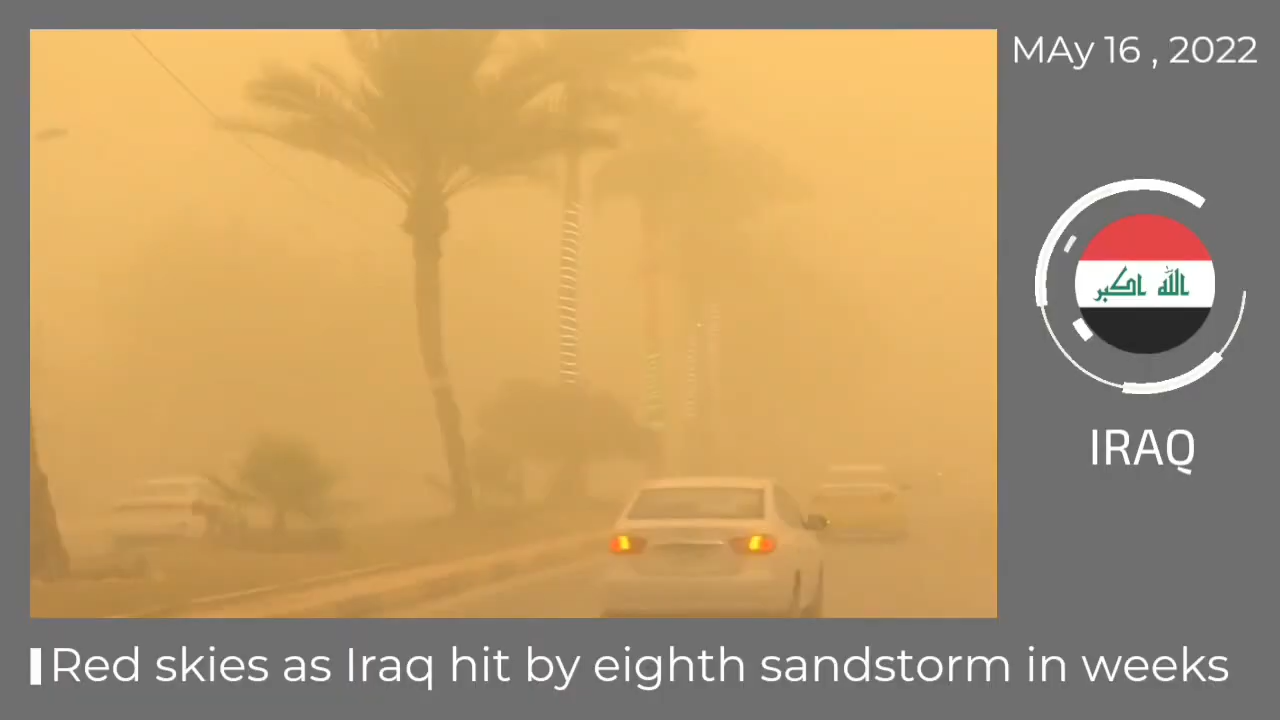 MAy 16 , 2022
الله اكبر
IRAQ
Red skies as Iraq hit by eighth sandstorm in weeks